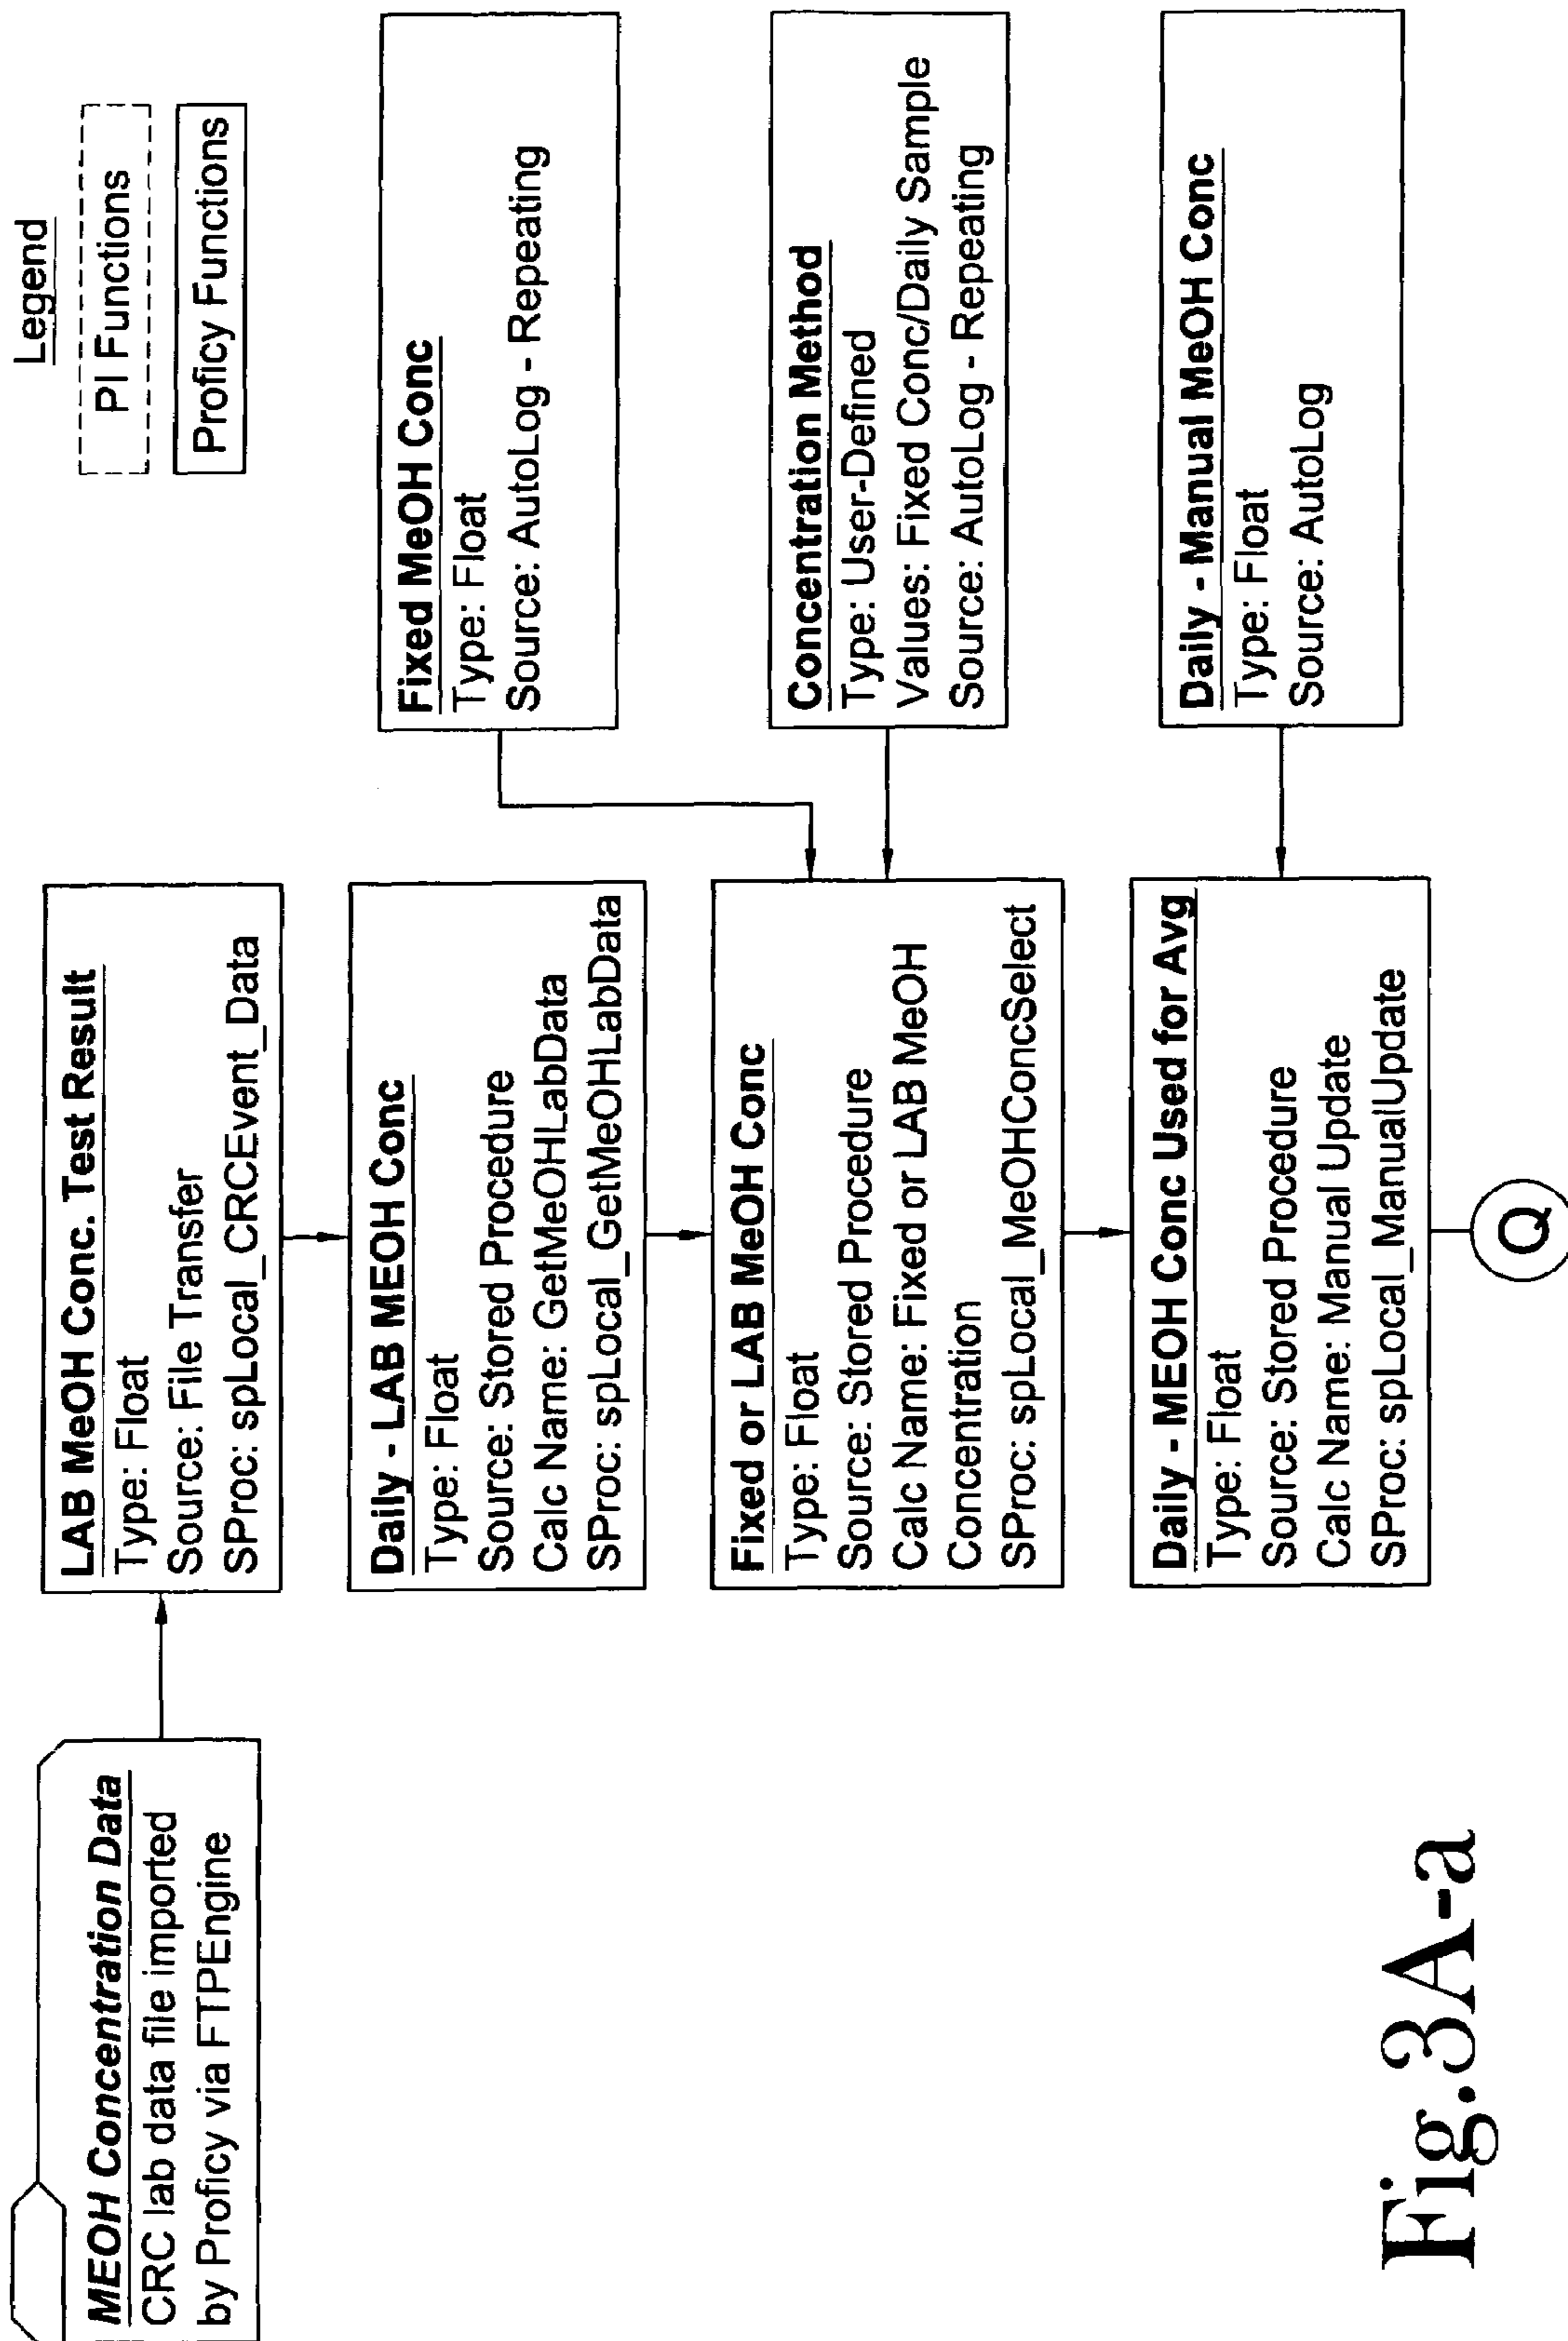 Legend
PI Functions
Proficy Functions
MEOH Concentration Data
CRC lab data file imported
by Proficy via FTPEngine
LAB MeOH Conc. Test Result
Type: Float
Source: File Transfer
SProc: spLocal_CRCEvent_Data
Daily - LAB MEOH Conc
Type: Float
Source: Stored Procedure
Calc Name: GetMeOHLabData
SProc: spLocal_GetMeOHLabData
Fixed MeOH Conc
Type: Float
Source: AutoLog - Repeating
Fixed or LAB MeOH Conc
Type: Float
Source: Stored Procedure
Calc Name: Fixed or LAB MeOH
Concentration
SProc: spLocal_MeOHConcSelect
Concentration Method
Type: User-Defined
Values: Fixed Conc/Daily Sample
Source: AutoLog - Repeating
Daily - MEOH Conc Used for Avg
Type: Float
Source: Stored Procedure
Calc Name: Manual Update
SProc: spLocal_ManualUpdate
Daily - Manual MeOH Conc
Type: Float
Source: AutoLog
Q
Fig.3A-a